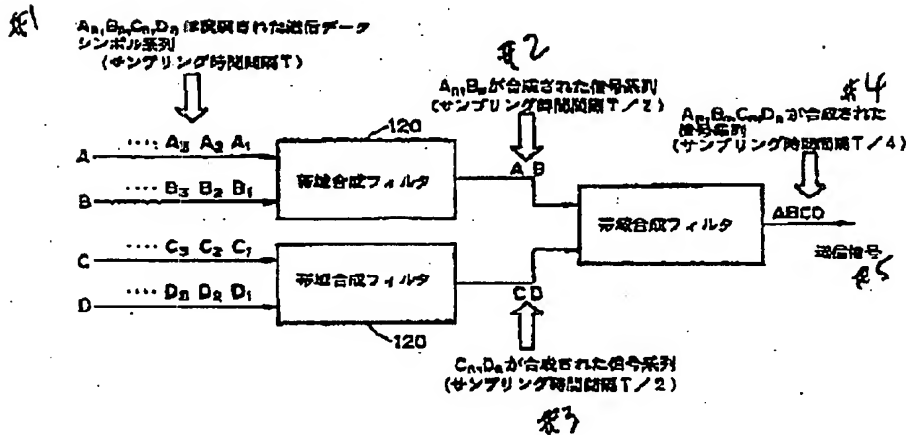 #1
An,Bn,Cn,Dnは変調された送信データ
シンボル系列
(サンプリング時間間隔T)
#2
An,Bnが合成された信号系列
(サンプリング時間間隔T/2)
#4
An,Bn,Cn,Dnが合成された
信号系列
(サンプリング時間間隔T/4)
120
A
···· A3 A2 A1
B
···· B3 B2 B1
帯域合成フィルタ
A B
帯域合成フィルタ
ABCD
送信信号
#5
C
···· C3 C2 C1
D
···· D3 D2 D1
帯域合成フィルタ
C D
120
Cn,Dnが合成された信号系列
(サンプリング時間間隔T/2)
#3